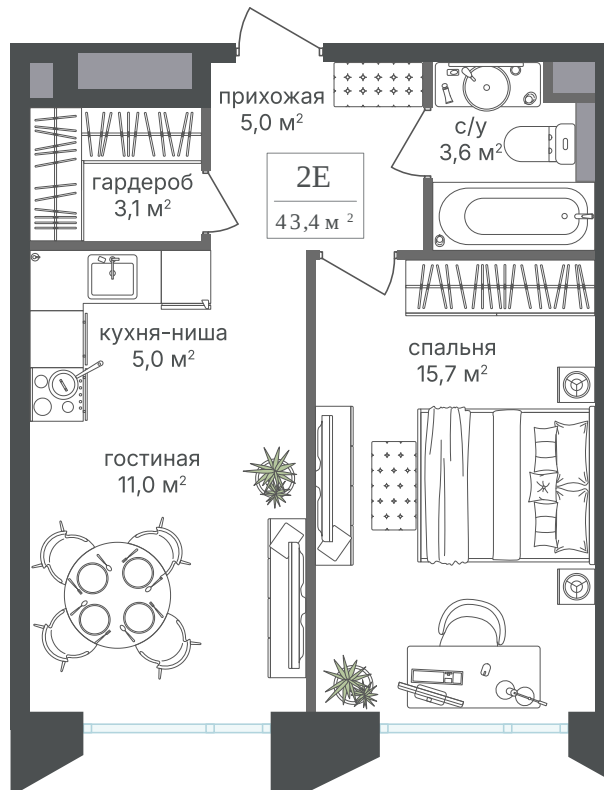 прихожая
5,0 м²
с/у
3,6 м²
гардероб
3,1 м²
2Е
43,4 м ²
кухня-ниша
5,0 м²
спальня
15,7 м²
гостиная
11,0 м²